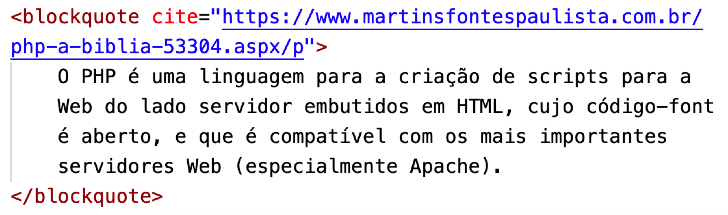 <blockquote cite="https://www.martinsfontespaulista.com.br/
php-a-biblia-53304.aspx/p">
O PHP é uma linguagem para a criação de scripts para a
Web do lado servidor embutidos em HTML, cujo código-font
é aberto, e que é compatível com os mais importantes
servidores Web (especialmente Apache).
</blockquote>